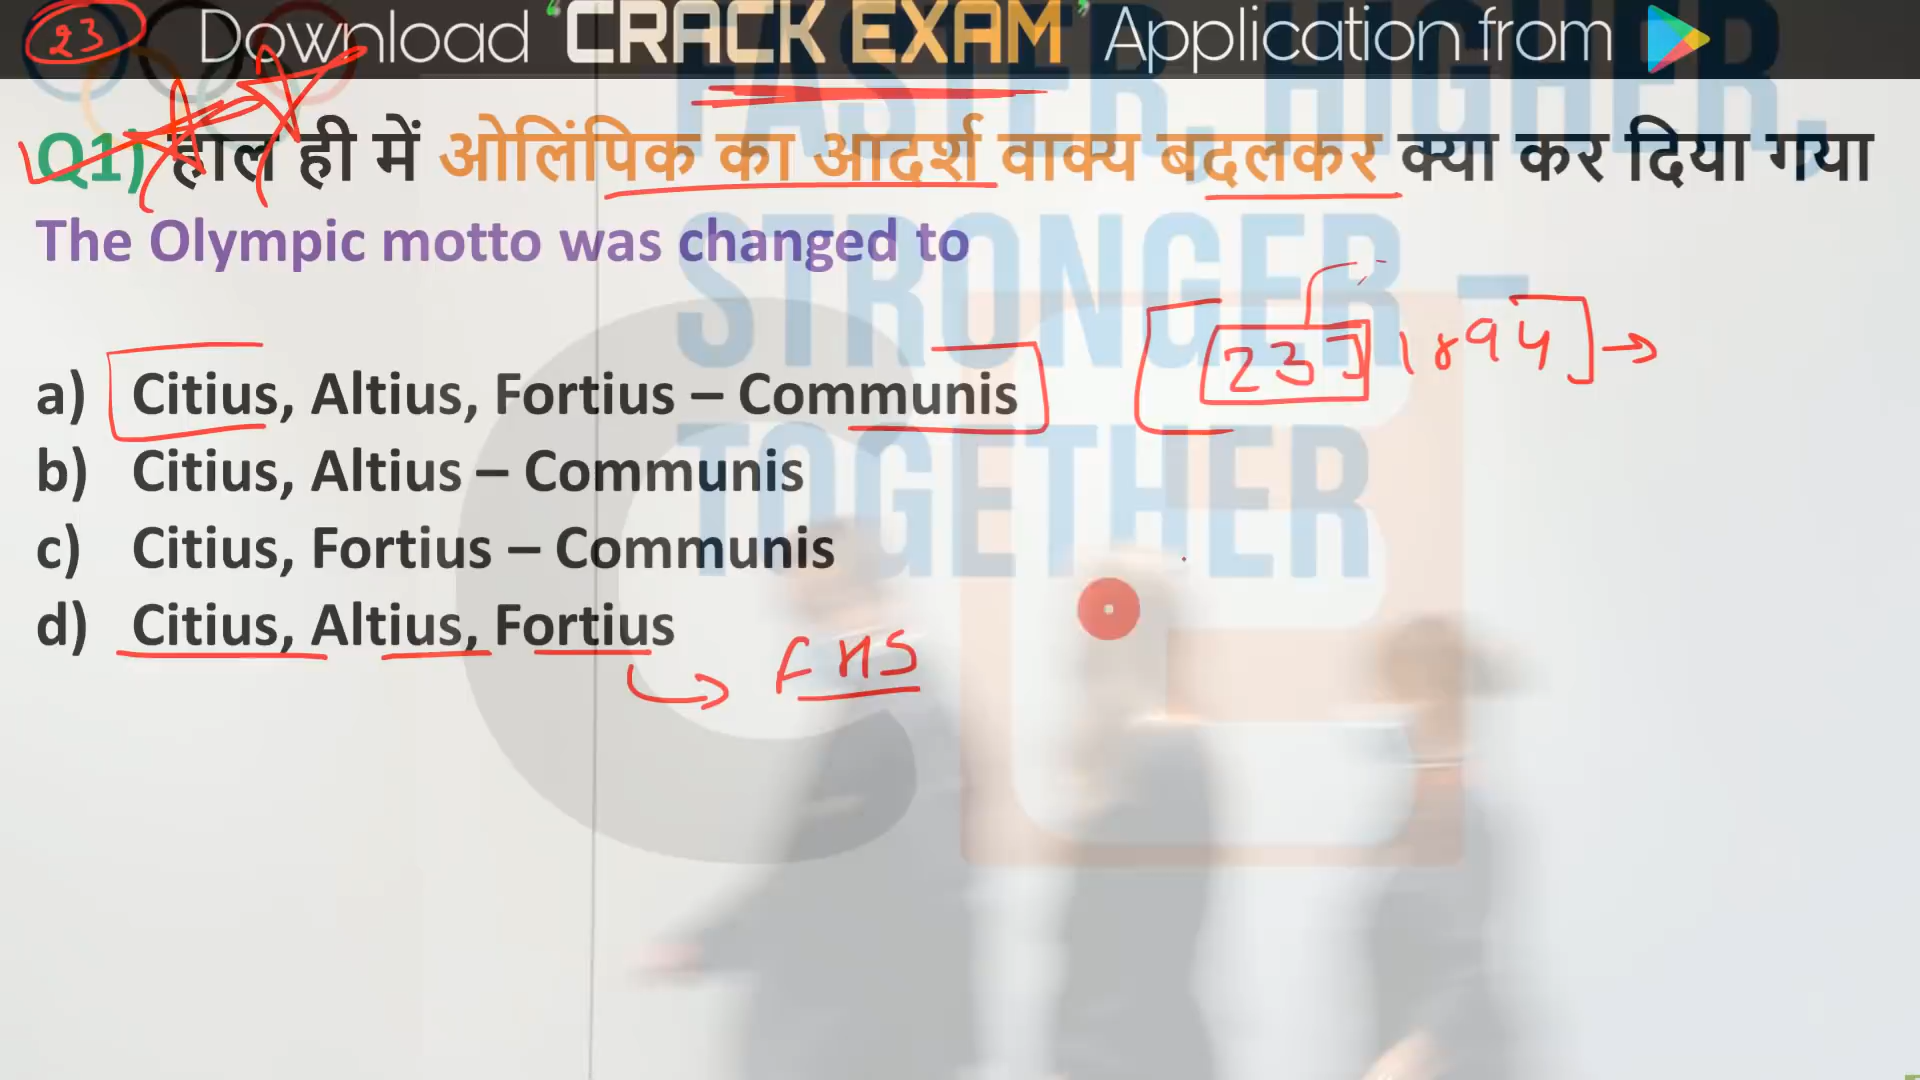 23
Download “CRACK EXAM” Application from
FASTER, HIGHER,
Q1) हाल ही में ओलिंपिक का आदर्श वाक्य बदलकर क्या कर दिया गया
The Olympic motto was changed to
STRONGER –
23 J 1894 →
a) Citius, Altius, Fortius – Communis
TOGETHER
b) Citius, Altius – Communis
c) Citius, Fortius – Communis
d) Citius, Altius, Fortius
FHS